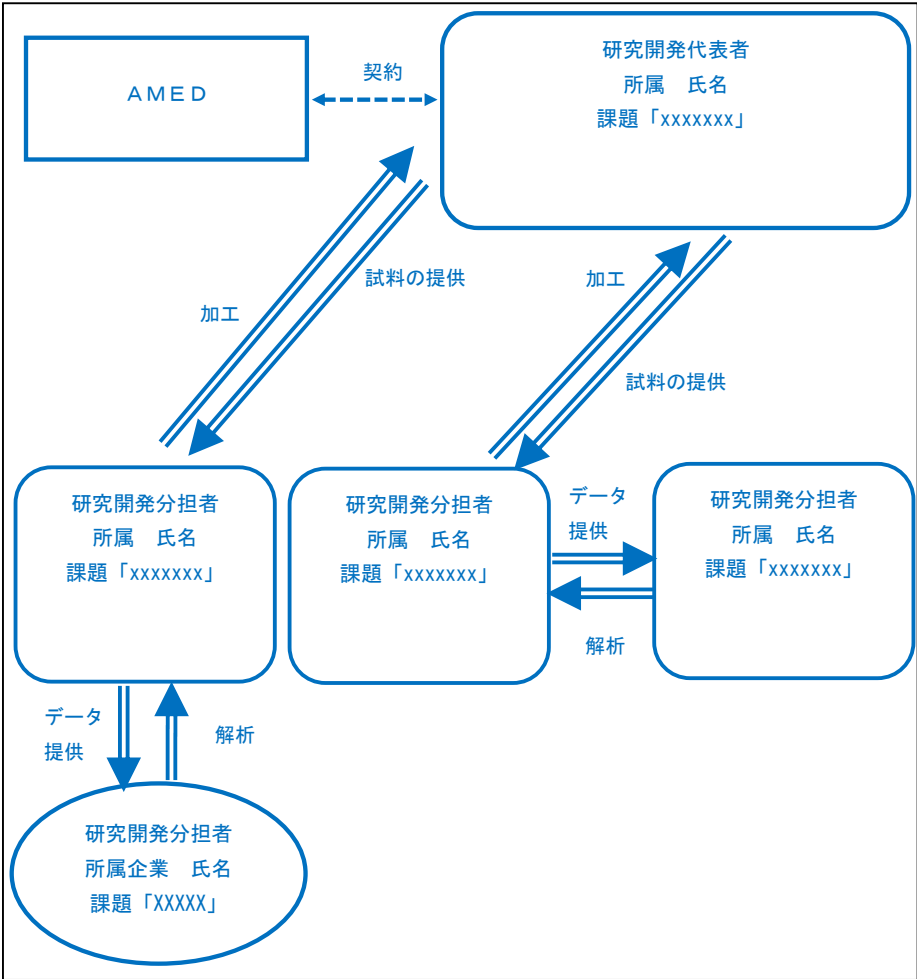 ＡＭＥＤ
契約
研究開発代表者
所属　氏名
課題「xxxxxxx」
加工
試料の提供
加工
試料の提供
研究開発分担者
所属　氏名
課題「xxxxxxx」
研究開発分担者
所属　氏名
課題「xxxxxxx」
データ
提供
解析
研究開発分担者
所属　氏名
課題「xxxxxxx」
データ
提供
解析
研究開発分担者
所属企業　氏名
課題「XXXXX」